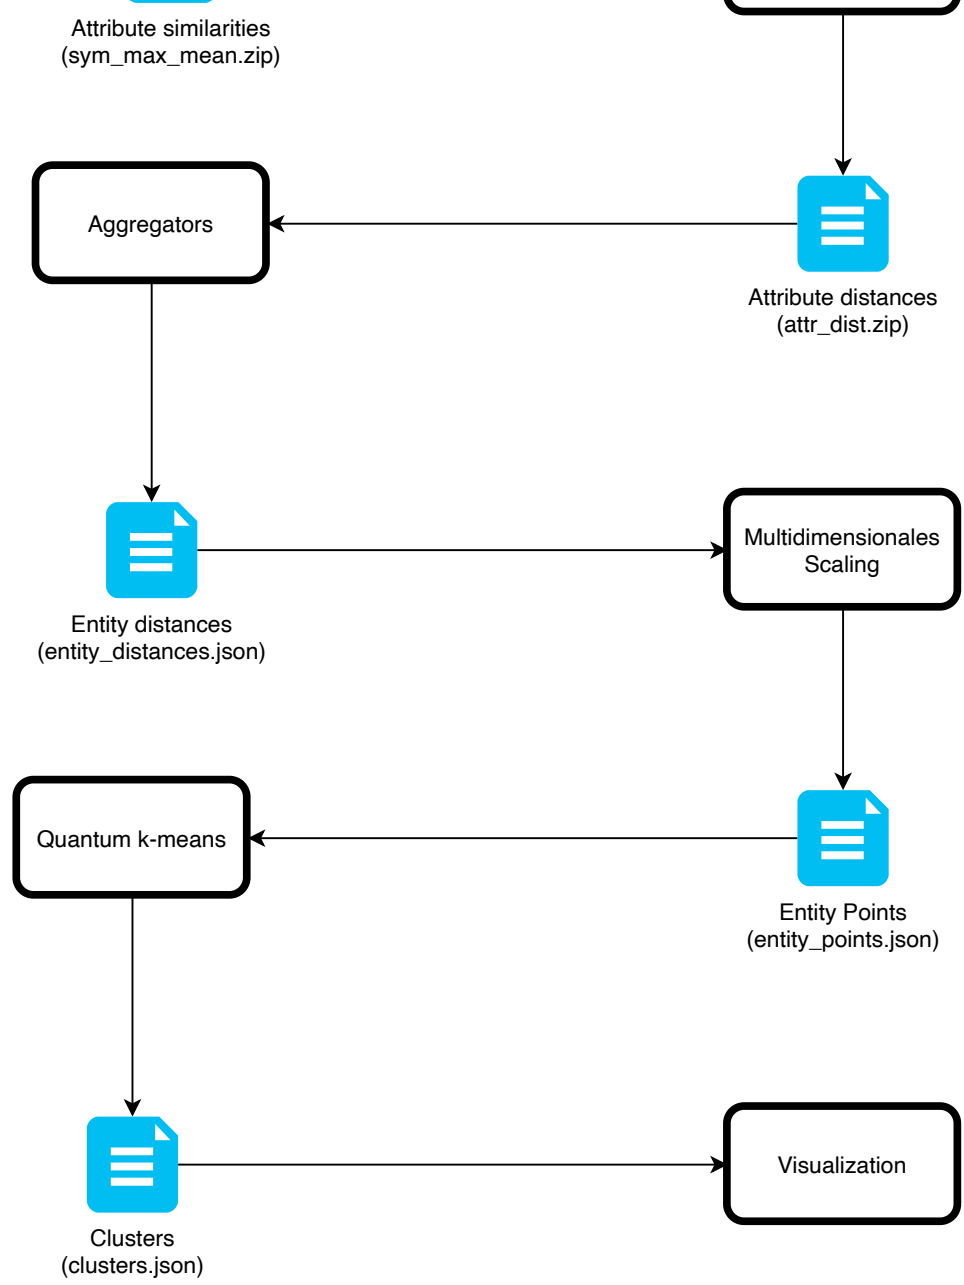 Attribute similarities
(sym_max_mean.zip)
Aggregators
Attribute distances
(attr_dist.zip)
Entity distances
(entity_distances.json)
Multidimensionales
Scaling
Quantum k-means
Entity Points
(entity_points.json)
Clusters
(clusters.json)
Visualization